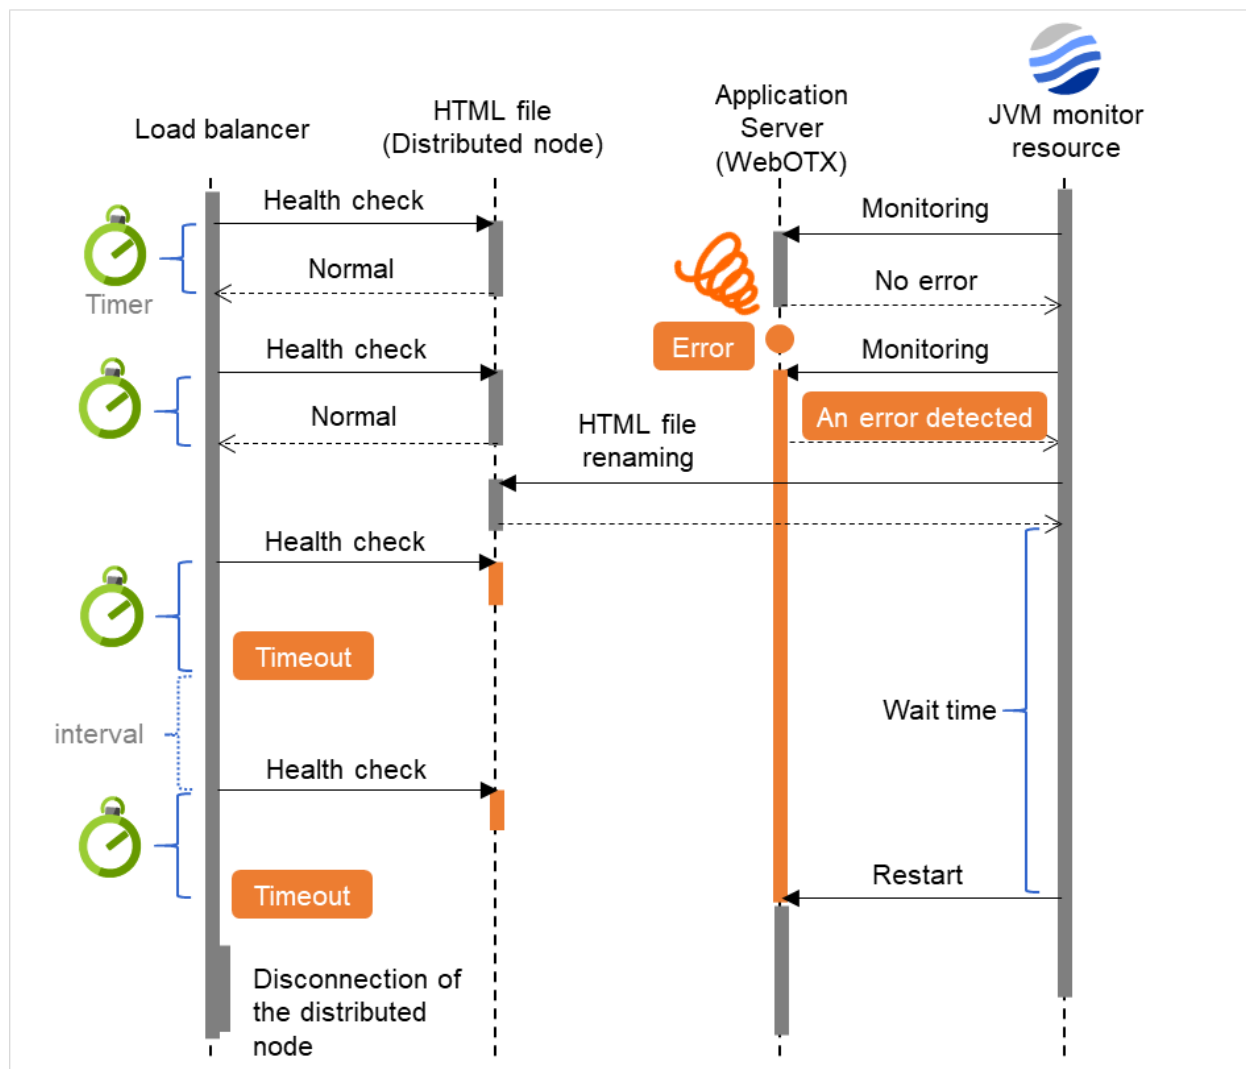 Load balancer
HTML file
(Distributed node)
Application
Server
(WebOTX)
JVM monitor
resource
Health check
Monitoring
Normal
No error
Timer
Error
Health check
Monitoring
Normal
An error detected
HTML file
renaming
Health check
Timeout
interval
Wait time
Health check
Timeout
Restart
Disconnection of
the distributed
node